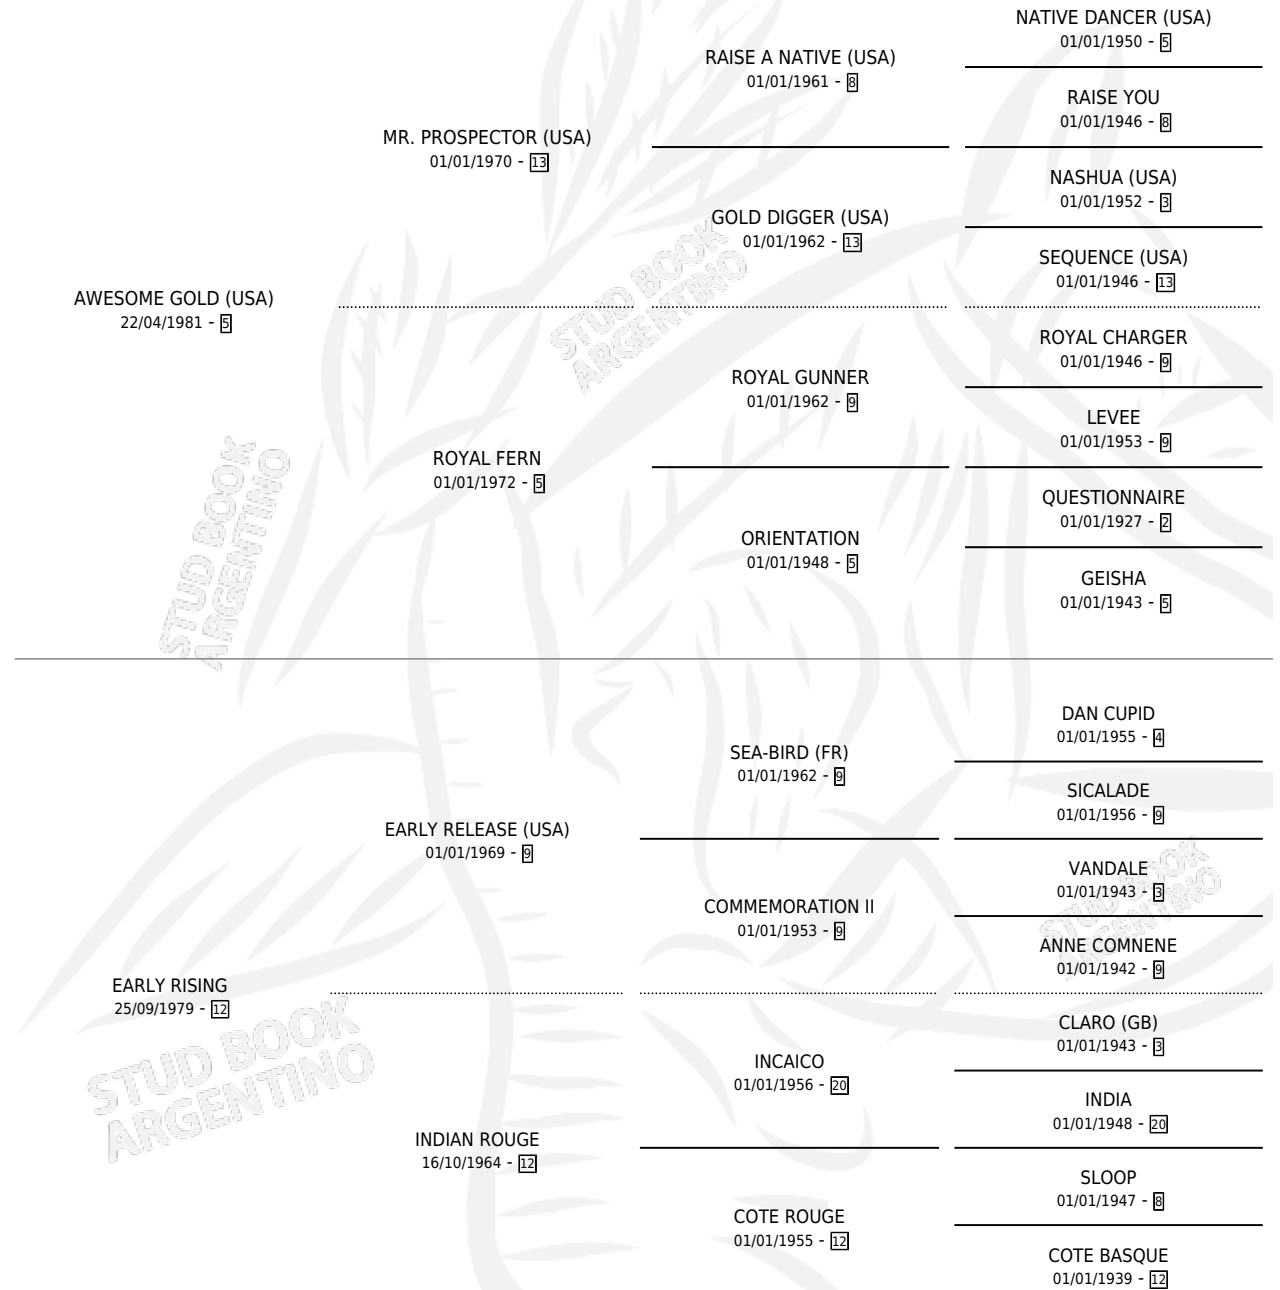 NATIVE DANCER (USA)
01/01/1950 - 5
RAISE A NATIVE (USA)
01/01/1961 - 8
RAISE YOU
01/01/1946 - 8
MR. PROSPECTOR (USA)
01/01/1970 - 13
NASHUA (USA)
01/01/1952 - 3
GOLD DIGGER (USA)
01/01/1962 - 13
SEQUENCE (USA)
01/01/1946 - 13
AWESOME GOLD (USA)
22/04/1981 - 5
STUD BOOK
ARGENTINO
ROYAL CHARGER
01/01/1946 - 9
ROYAL GUNNER
01/01/1962 - 9
LEVEE
01/01/1953 - 9
ROYAL FERN
01/01/1972 - 5
QUESTIONNAIRE
01/01/1927 - 2
ORIENTATION
01/01/1948 - 5
GEISHA
01/01/1943 - 5
STUD BOOK
ARGENTINO
DAN CUPID
01/01/1955 - 4
SEA-BIRD (FR)
01/01/1962 - 9
SICALADE
01/01/1956 - 9
EARLY RELEASE (USA)
01/01/1969 - 9
VANDALE
01/01/1943 - 3
COMMEMORATION II
01/01/1953 - 9
ANNE COMNENE
01/01/1942 - 9
STUD BOOK
ARGENTINO
EARLY RISING
25/09/1979 - 12
STUD BOOK
ARGENTINO
CLARO (GB)
01/01/1943 - 3
INCAICO
01/01/1956 - 20
INDIA
01/01/1948 - 20
INDIAN ROUGE
16/10/1964 - 12
SLOOP
01/01/1947 - 8
COTE ROUGE
01/01/1955 - 12
COTE BASQUE
01/01/1939 - 12